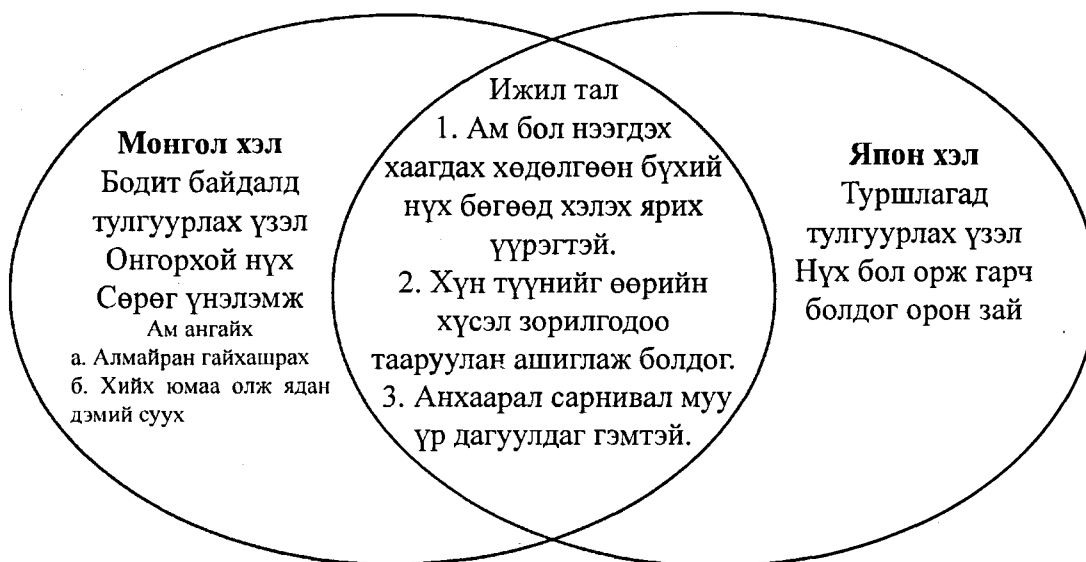 Монгол хэл
Бодит байдалд
тулгуурлах үзэл
Онгорхой нүх
Сөрөг үнэлэмж
Ам ангайх
а. Алмайран гайхашрах
б. Хийх юмаа олж ядан
дэмий суух
Ижил тал
1. Ам бол нээгдэх
хаагдах хөдөлгөөн бүхий
нүх бөгөөд хэлэх ярих
үүрэгтэй.
2. Хүн түүнийг өөрийн
хүсэл зорилгодоо
тааруулан ашиглаж болдог.
3. Анхаарал сарнивал муу
үр дагуулдаг гэмтэй.
Япон хэл
Туршлагад
тулгуурлах үзэл
Нүх бол орж гарч
болдог орон зай